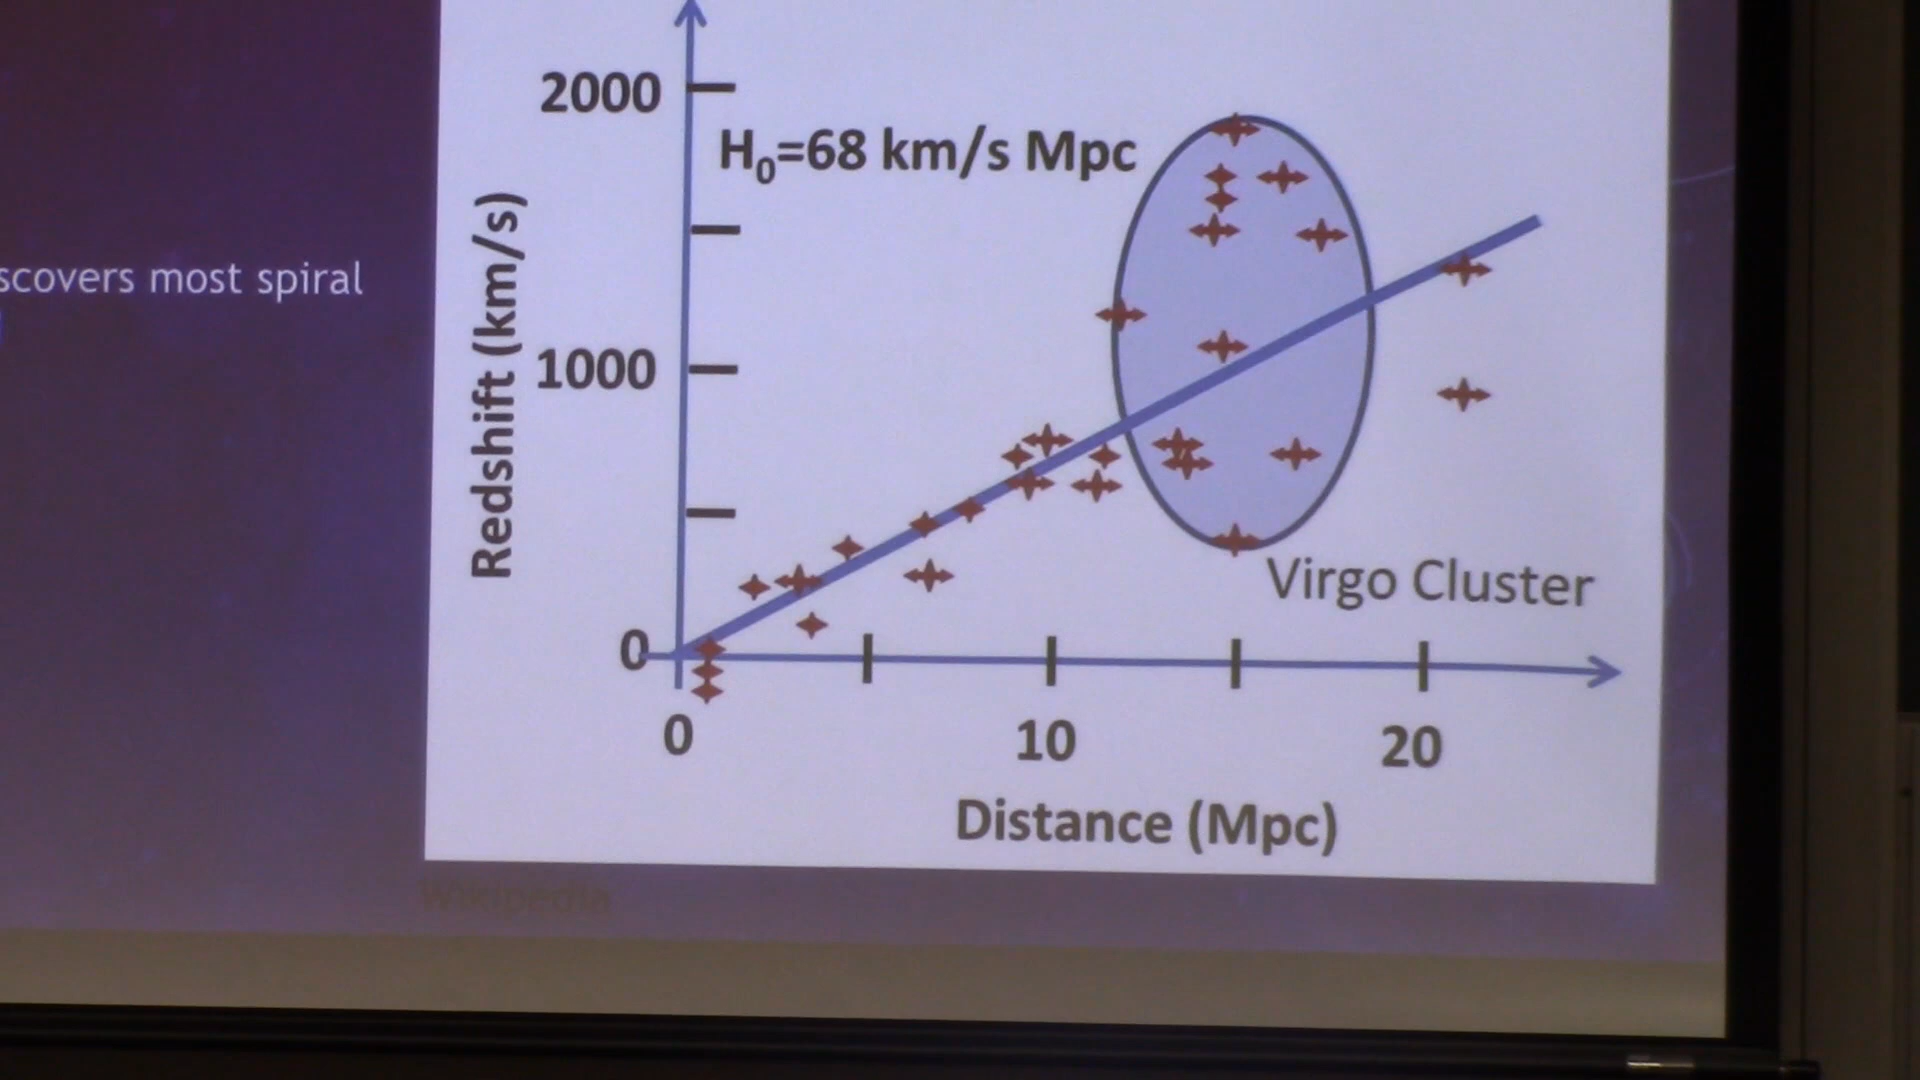 2000
H₀=68 km/s Mpc
scovers most spiral
Redshift (km/s)
1000
Virgo Cluster
0
0 10 20
Distance (Mpc)
Wikipedia